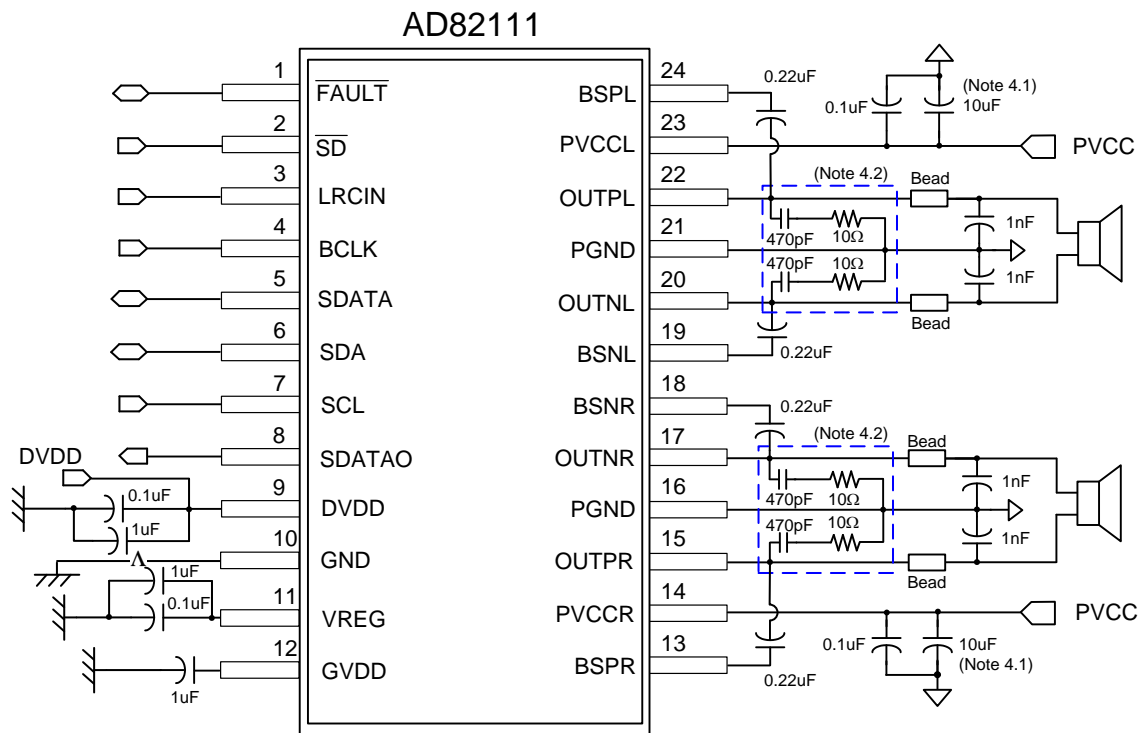 AD82111
1
FAULT
2
SD
3
LRCIN
4
BCLK
5
SDATA
6
SDA
7
SCL
8
SDATAO
DVDD
9
DVDD
0.1uF
1uF
10
GND
1uF
0.1uF
11
VREG
12
GVDD
1uF
24
BSPL
0.22uF
23
PVCCL
0.1uF
(Note 4.1)
10uF
PVCC
22
OUTPL
(Note 4.2)
Bead
470pF
10Ω
1nF
21
PGND
470pF
10Ω
1nF
20
OUTNL
Bead
19
BSNL
0.22uF
18
BSNR
0.22uF
17
OUTNR
(Note 4.2)
Bead
470pF
10Ω
1nF
16
PGND
470pF
10Ω
1nF
15
OUTPR
Bead
14
PVCCR
PVCC
0.1uF
10uF
(Note 4.1)
13
BSPR
0.22uF